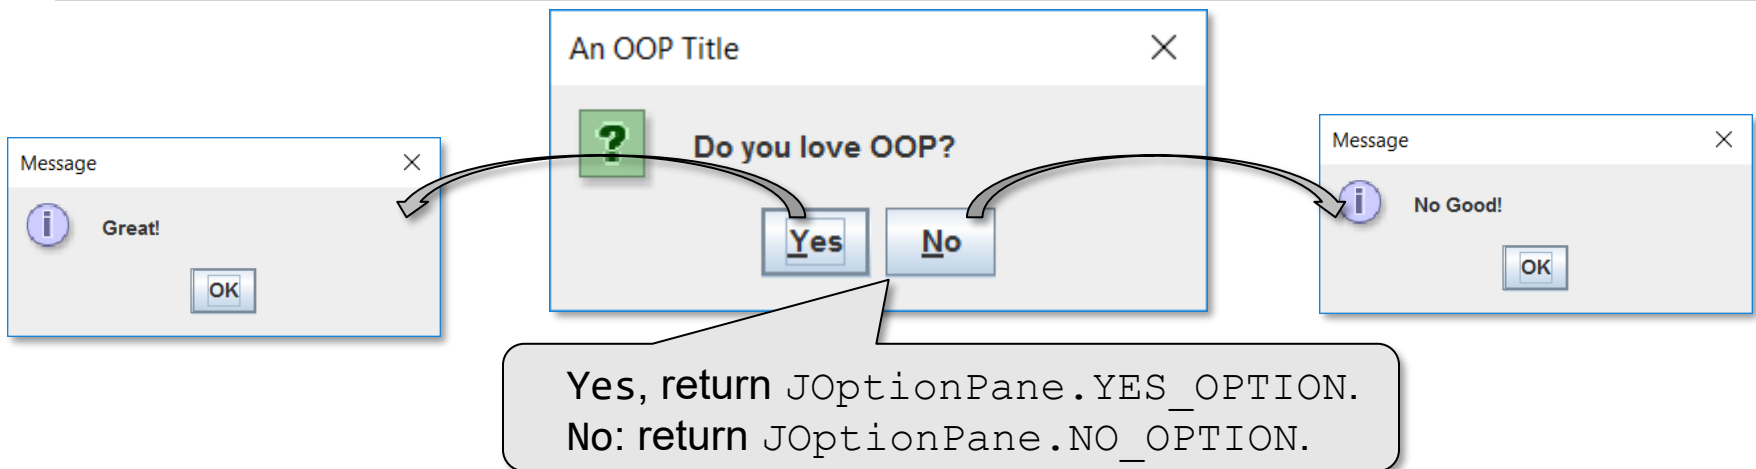 An OOP Title
?
Do you love OOP?
Yes
No
Message
i
Great!
OK
Message
i
No Good!
OK
Yes, return JOptionPane.YES_OPTION.
No: return JOptionPane.NO_OPTION.